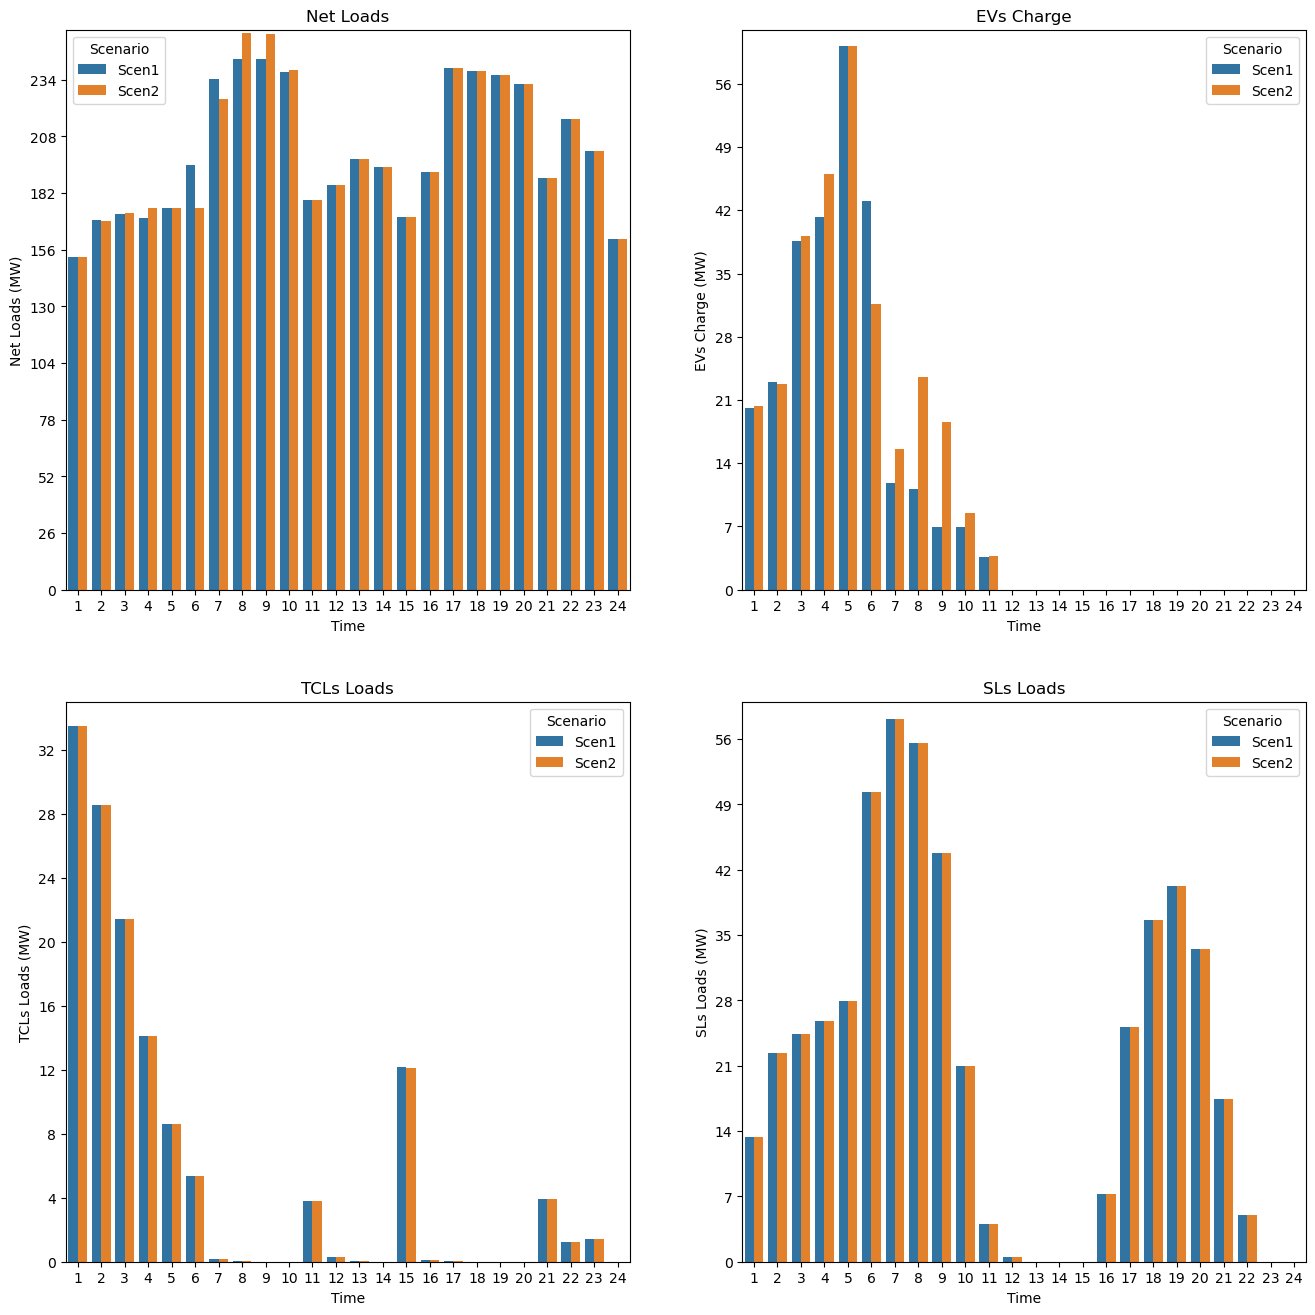 Net Loads
Scenario
Scen1
Scen2
Net Loads (MW)
234
208
182
156
130
104
78
52
26
0
1 2 3 4 5 6 7 8 9 10 11 12 13 14 15 16 17 18 19 20 21 22 23 24
Time
EVs Charge
Scenario
Scen1
Scen2
EVs Charge (MW)
56
49
42
35
28
21
14
7
0
1 2 3 4 5 6 7 8 9 10 11 12 13 14 15 16 17 18 19 20 21 22 23 24
Time
TCLs Loads
Scenario
Scen1
Scen2
TCLs Loads (MW)
32
28
24
20
16
12
8
4
0
1 2 3 4 5 6 7 8 9 10 11 12 13 14 15 16 17 18 19 20 21 22 23 24
Time
SLs Loads
Scenario
Scen1
Scen2
SLs Loads (MW)
56
49
42
35
28
21
14
7
0
1 2 3 4 5 6 7 8 9 10 11 12 13 14 15 16 17 18 19 20 21 22 23 24
Time